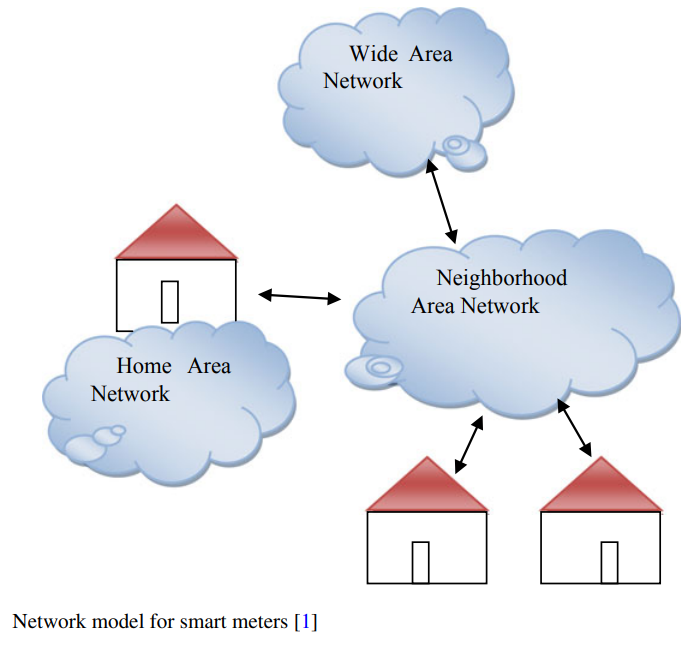 Wide Area
Network
Neighborhood
Area Network
Home Area
Network
Network model for smart meters [1]